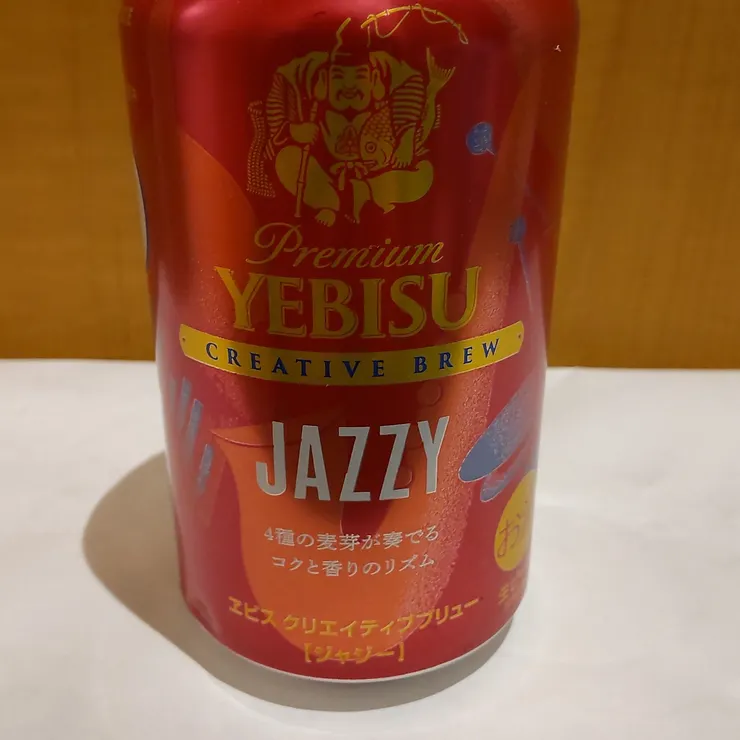 Premium
YEBISU
CREATIVE BREW
JAZZY
4種の麦芽が奏でる
コクと香りのリズム
ヱビス クリエイティブブリュー
[ジャジー]